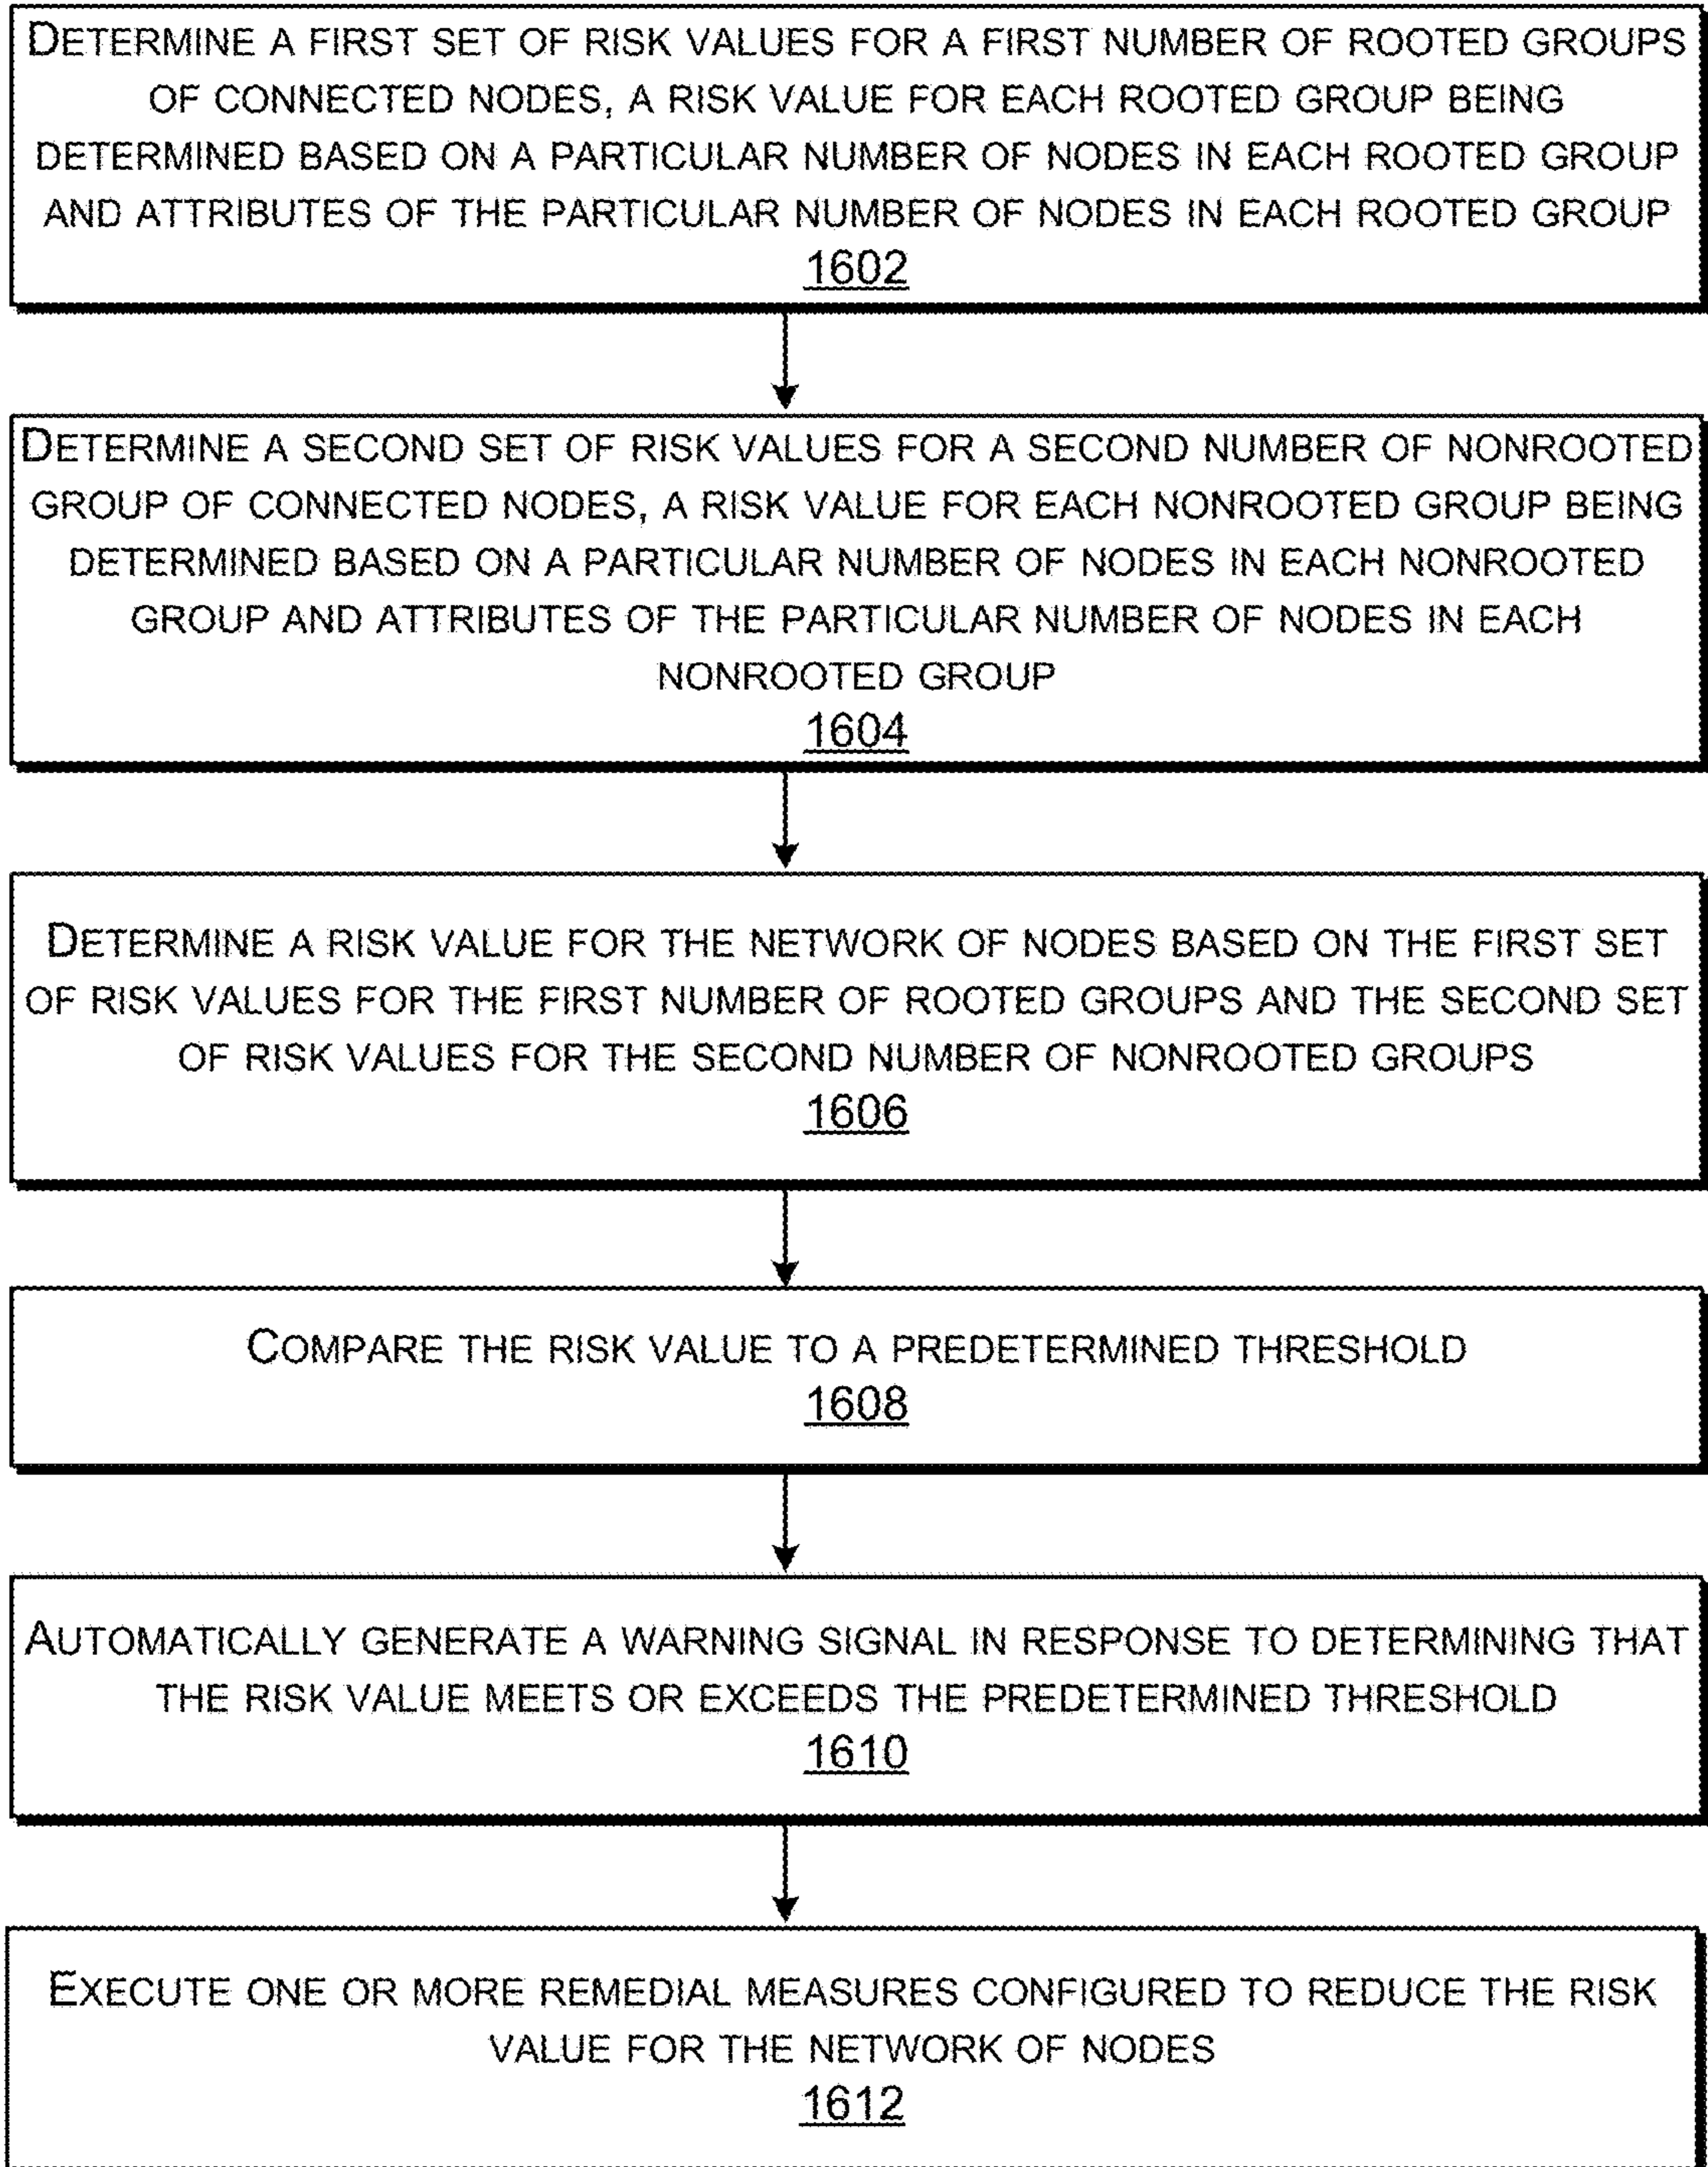 DETERMINE A FIRST SET OF RISK VALUES FOR A FIRST NUMBER OF ROOTED GROUPS
OF CONNECTED NODES, A RISK VALUE FOR EACH ROOTED GROUP BEING
DETERMINED BASED ON A PARTICULAR NUMBER OF NODES IN EACH ROOTED GROUP
AND ATTRIBUTES OF THE PARTICULAR NUMBER OF NODES IN EACH ROOTED GROUP
1602
DETERMINE A SECOND SET OF RISK VALUES FOR A SECOND NUMBER OF NONROOTED
GROUP OF CONNECTED NODES, A RISK VALUE FOR EACH NONROOTED GROUP BEING
DETERMINED BASED ON A PARTICULAR NUMBER OF NODES IN EACH NONROOTED
GROUP AND ATTRIBUTES OF THE PARTICULAR NUMBER OF NODES IN EACH
NONROOTED GROUP
1604
DETERMINE A RISK VALUE FOR THE NETWORK OF NODES BASED ON THE FIRST SET
OF RISK VALUES FOR THE FIRST NUMBER OF ROOTED GROUPS AND THE SECOND SET
OF RISK VALUES FOR THE SECOND NUMBER OF NONROOTED GROUPS
1606
COMPARE THE RISK VALUE TO A PREDETERMINED THRESHOLD
1608
AUTOMATICALLY GENERATE A WARNING SIGNAL IN RESPONSE TO DETERMINING THAT
THE RISK VALUE MEETS OR EXCEEDS THE PREDETERMINED THRESHOLD
1610
EXECUTE ONE OR MORE REMEDIAL MEASURES CONFIGURED TO REDUCE THE RISK
VALUE FOR THE NETWORK OF NODES
1612